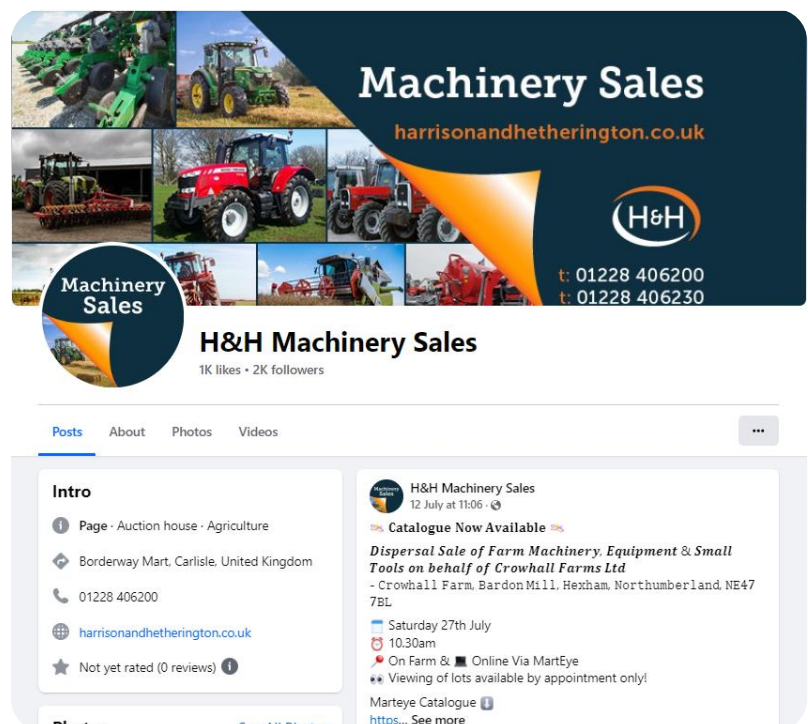 Machinery Sales
harrisonandhetherington.co.uk
H&H
t: 01228 406200
t: 01228 406230
Machinery
Sales
H&H Machinery Sales
1K likes • 2K followers
Posts
About
Photos
Videos
...
Intro
Page · Auction house · Agriculture
Borderway Mart, Carlisle, United Kingdom
01228 406200
harrisonandhetherington.co.uk
Not yet rated (0 reviews)
Machinery
Sales
H&H Machinery Sales
12 July at 11:06 ·
Catalogue Now Available
Dispersal Sale of Farm Machinery, Equipment & Small
Tools on behalf of Crowhall Farms Ltd
- Crowhall Farm, Bardon Mill, Hexham, Northumberland, NE47
7BL
Saturday 27th July
10.30am
On Farm & Online Via MartEye
Viewing of lots available by appointment only!
Marteye Catalogue
https... See more